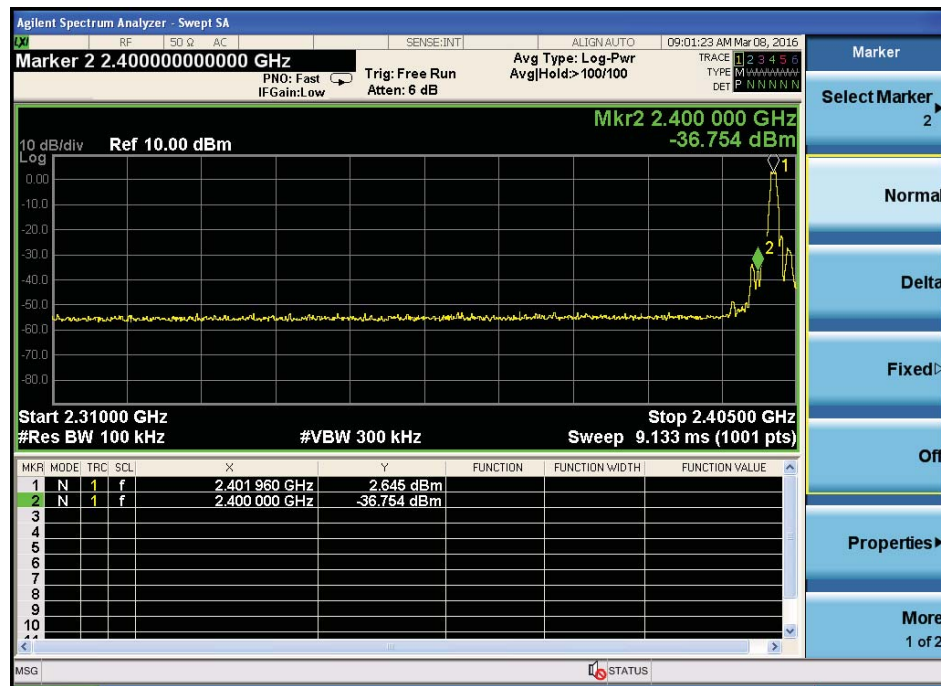 Agilent Spectrum Analyzer - Swept SA
LXI RF 50 Ω AC SENSE:INT ALIGN AUTO 09:01:23 AM Mar 08, 2016
Marker 2 2.400000000000 GHz
PNO: Fast
IFGain:Low
Trig: Free Run
Atten: 6 dB
Avg Type: Log-Pwr
Avg|Hold:>100/100
TRACE 1 2 3 4 5 6
TYPE M
DET P N N N N N
Mkr2 2.400 000 GHz
-36.754 dBm
10 dB/div Ref 10.00 dBm
Log
0.00
-10.0
-20.0
-30.0
-40.0
-50.0
-60.0
-70.0
-80.0
1
2
Start 2.31000 GHz Stop 2.40500 GHz
#Res BW 100 kHz #VBW 300 kHz Sweep 9.133 ms (1001 pts)
MKR MODE TRC SCL X Y FUNCTION FUNCTION WIDTH FUNCTION VALUE
1 N 1 f 2.401 960 GHz 2.645 dBm
2 N 1 f 2.400 000 GHz -36.754 dBm
3
4
5
6
7
8
9
10
11
MSG STATUS
Marker
Select Marker
2
Normal
Delta
Fixed
Off
Properties
More
1 of 2